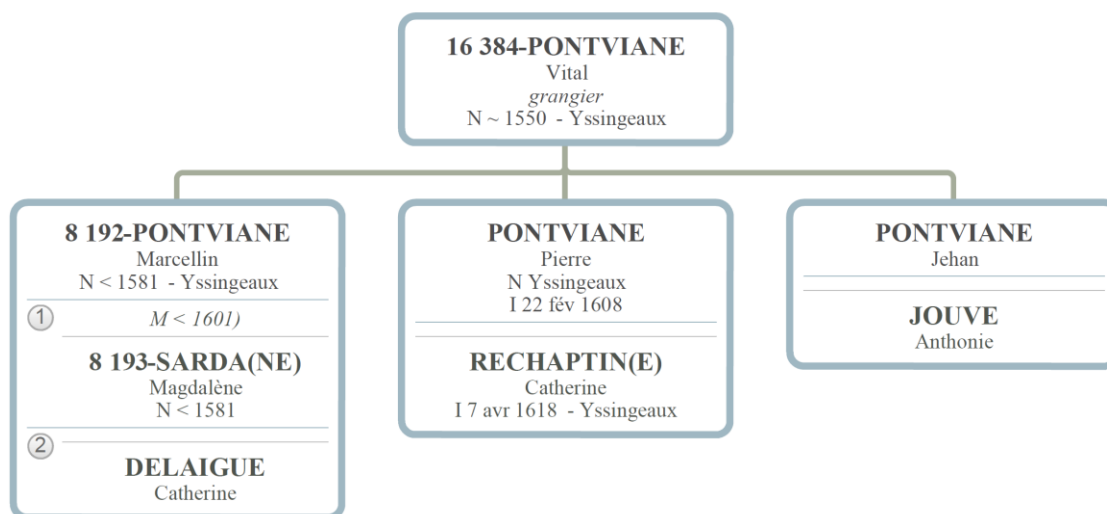 16 384-PONTVIANE
Vital
grangier
N ~ 1550 - Yssingeaux
8 192-PONTVIANE
Marcellin
N < 1581 - Yssingeaux
1
M < 1601)
8 193-SARDA(NE)
Magdalène
N < 1581
2
DELAIGUE
Catherine
PONTVIANE
Pierre
N Yssingeaux
I 22 fév 1608
RECHAPTIN(E)
Catherine
I 7 avr 1618 - Yssingeaux
PONTVIANE
Jehan
JOUVE
Anthonie